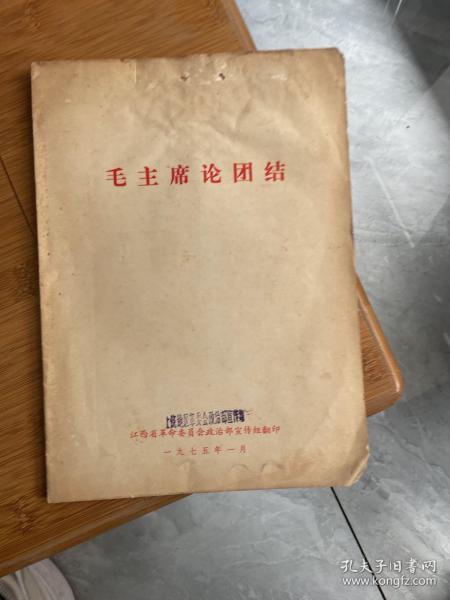 毛主席论团结
江西省革命委员会政治部宣传组翻印
一九七五年一月
孔夫子旧书网
www.kongfz.com